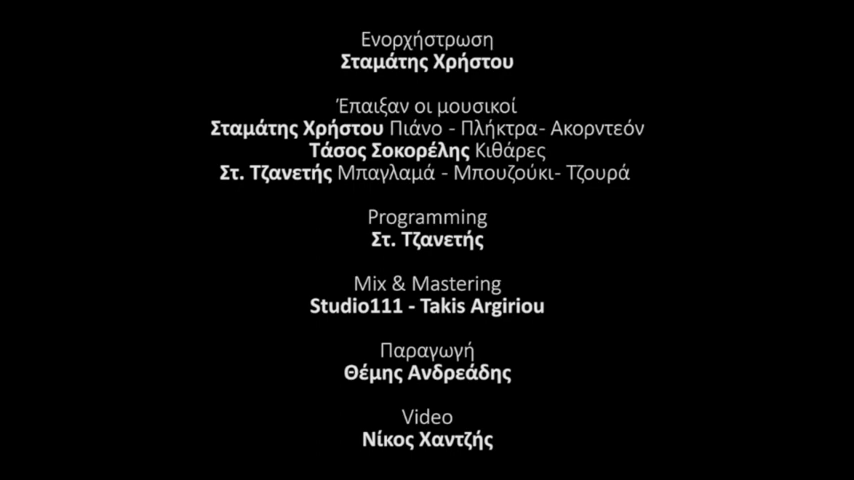 Ενορχήστρωση
Σταμάτης Χρήστου
Έπαιξαν οι μουσικοί
Σταμάτης Χρήστου Πιάνο - Πλήκτρα- Ακορντεόν
Τάσος Σοκορέλης Κιθάρες
Στ. Τζανετής Μπαγλαμά - Μπουζούκι- Τζουρά
Programming
Στ. Τζανετής
Mix & Mastering
Studio111 - Takis Argiriou
Παραγωγή
Θέμης Ανδρεάδης
Video
Νίκος Χαντζής